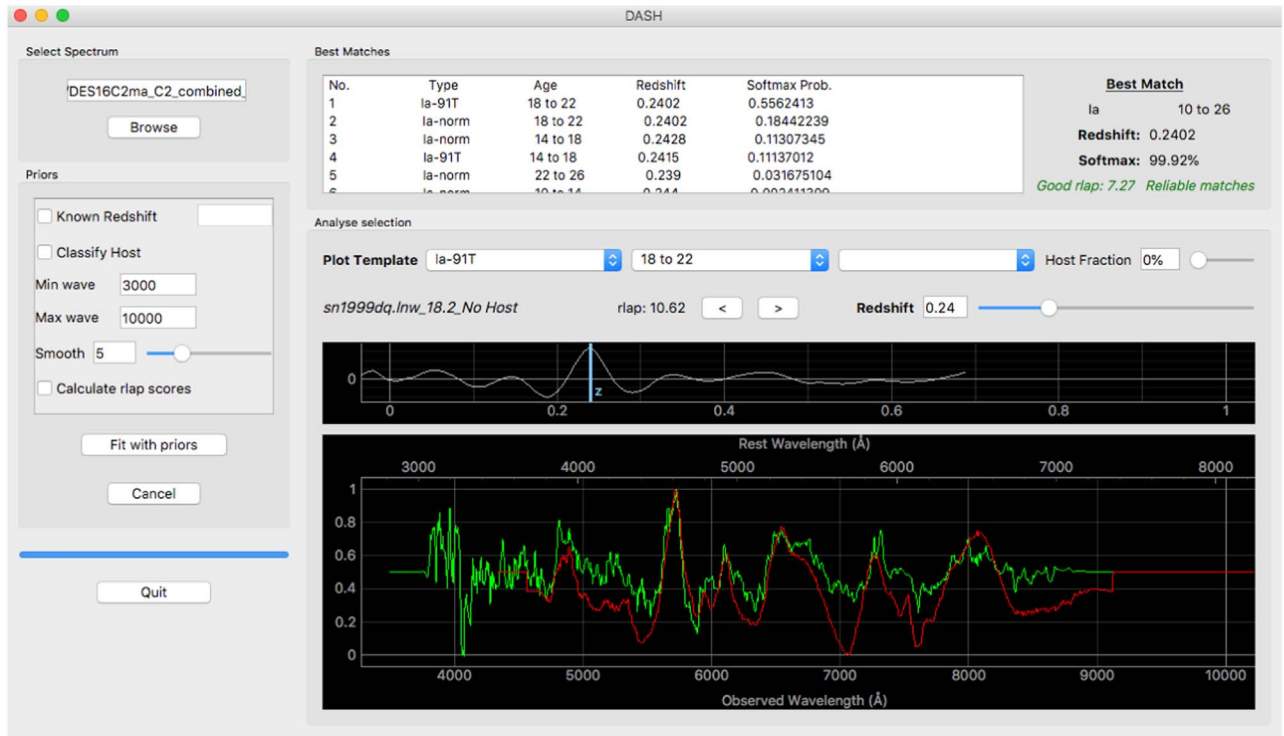 DASH
Select Spectrum
'DES16C2ma_C2_combined_
Browse
Priors
Known Redshift
Classify Host
Min wave 3000
Max wave 10000
Smooth 5
Calculate rlap scores
Fit with priors
Cancel
Quit
Best Matches
No. Type Age Redshift Softmax Prob.
1 Ia-91T 18 to 22 0.2402 0.5562413
2 Ia-norm 18 to 22 0.2402 0.18442239
3 Ia-norm 14 to 18 0.2428 0.11307345
4 Ia-91T 14 to 18 0.2415 0.11137012
5 Ia-norm 22 to 26 0.239 0.031675104
6 Ia-norm 10 to 14 0.244
Best Match
Ia 10 to 26
Redshift: 0.2402
Softmax: 99.92%
Good rlap: 7.27 Reliable matches
Analyse selection
Plot Template Ia-91T 18 to 22 Host Fraction 0%
sn1999dq.lnw_18.2_No Host rlap: 10.62 < > Redshift 0.24
0
z
0 0.2 0.4 0.6 0.8 1
Rest Wavelength (Å)
3000 4000 5000 6000 7000 8000
1
0.8
0.6
0.4
0.2
0
4000 5000 6000 7000 8000 9000 10000
Observed Wavelength (Å)